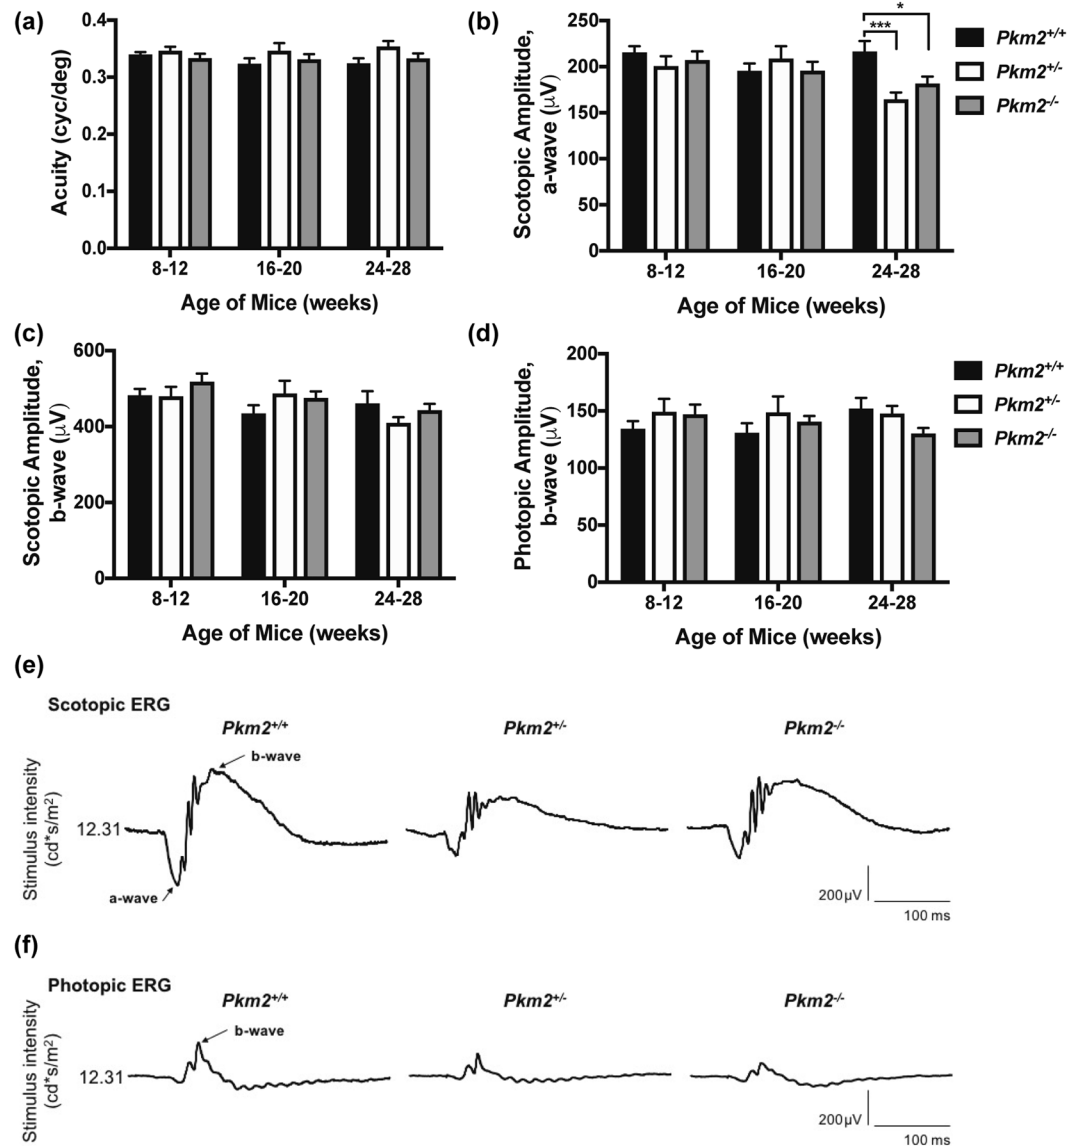 (a)
0.4
0.3
0.2
0.1
0.0
Acuity (cyc/deg)
8-12 16-20 24-28
Age of Mice (weeks)
(b)
250
200
150
100
50
0
Scotopic Amplitude,
a-wave (μV)
*
***
8-12 16-20 24-28
Age of Mice (weeks)
Pkm2+/+
Pkm2+/-
Pkm2-/-
(c)
600
400
200
0
Scotopic Amplitude,
b-wave (μV)
8-12 16-20 24-28
Age of Mice (weeks)
(d)
200
150
100
50
0
Photopic Amplitude,
b-wave (μV)
8-12 16-20 24-28
Age of Mice (weeks)
Pkm2+/+
Pkm2+/-
Pkm2-/-
(e)
Scotopic ERG
Pkm2+/+ Pkm2+/- Pkm2-/-
Stimulus intensity
(cd*s/m2)
12.31
b-wave
a-wave
200μV
100 ms
(f)
Photopic ERG
Pkm2+/+ Pkm2+/- Pkm2-/-
Stimulus intensity
(cd*s/m2)
12.31
b-wave
200μV
100 ms